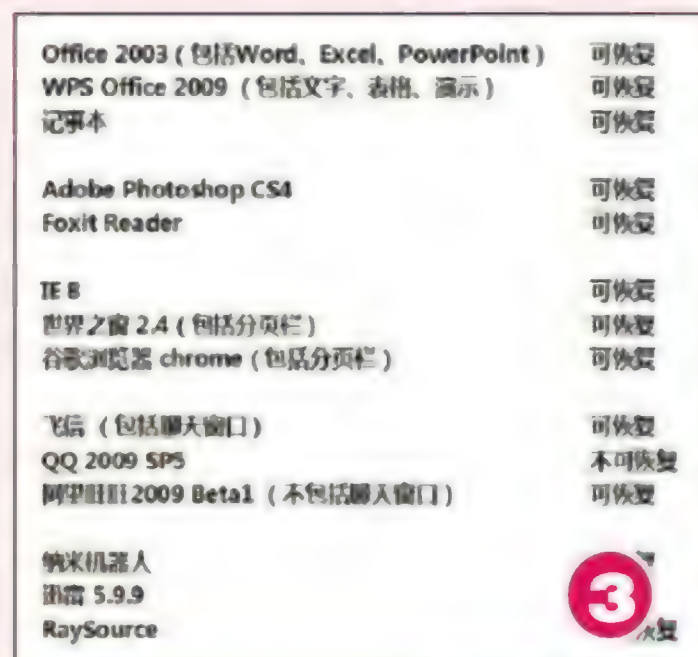 Office 2003 ( 包括Word、Excel、PowerPoint ) 可恢复
WPS Office 2009 ( 包括文字、表格、演示 ) 可恢复
记事本 可恢复
Adobe Photoshop CS4 可恢复
Foxit Reader 可恢复
IE 8 可恢复
世界之窗 2.4 ( 包括分页栏 ) 可恢复
谷歌浏览器 chrome ( 包括分页栏 ) 可恢复
飞信 ( 包括聊天窗口 ) 可恢复
QQ 2009 SP5 不可恢复
阿里旺旺 2009 Beta1 ( 不包括聊天窗口 ) 可恢复
纳米机器人
迅雷 5.9.9
RaySource 恢复
3